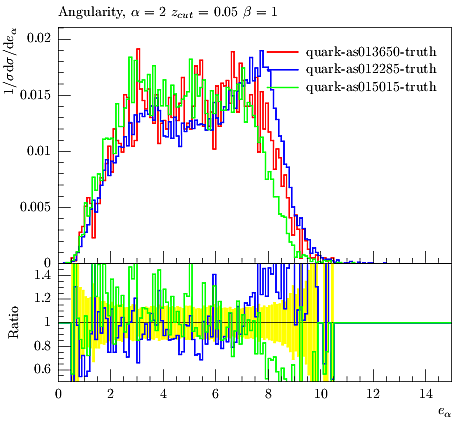 Angularity, α = 2 z_cut = 0.05 β = 1
1/σ dσ/de_α
0.02
0.015
0.01
0.005
0
quark-as013650-truth
quark-as012285-truth
quark-as015015-truth
Ratio
1.4
1.2
1
0.8
0.6
0 2 4 6 8 10 12 14
e_α